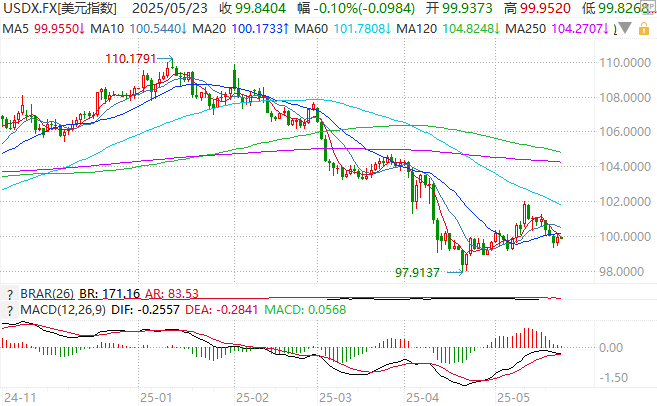 USDX.FX[美元指数] 2025/05/23 收 99.8404 幅 -0.10%(-0.0984) 开 99.9373 高 99.9520 低 99.8268
MA5 99.9550↓ MA10 100.5440↓ MA20 100.1733↑ MA60 101.7808↓ MA120 104.8248↓ MA250 104.2707↓
110.1791
110.0000
108.0000
106.0000
104.0000
102.0000
100.0000
97.9137
98.0000
? BRAR(26) BR: 171.16 AR: 83.53
? MACD(12,26,9) DIF: -0.2557 DEA: -0.2841 MACD: 0.0568
0.00
-1.50
24-11 25-01 25-02 25-03 25-04 25-05